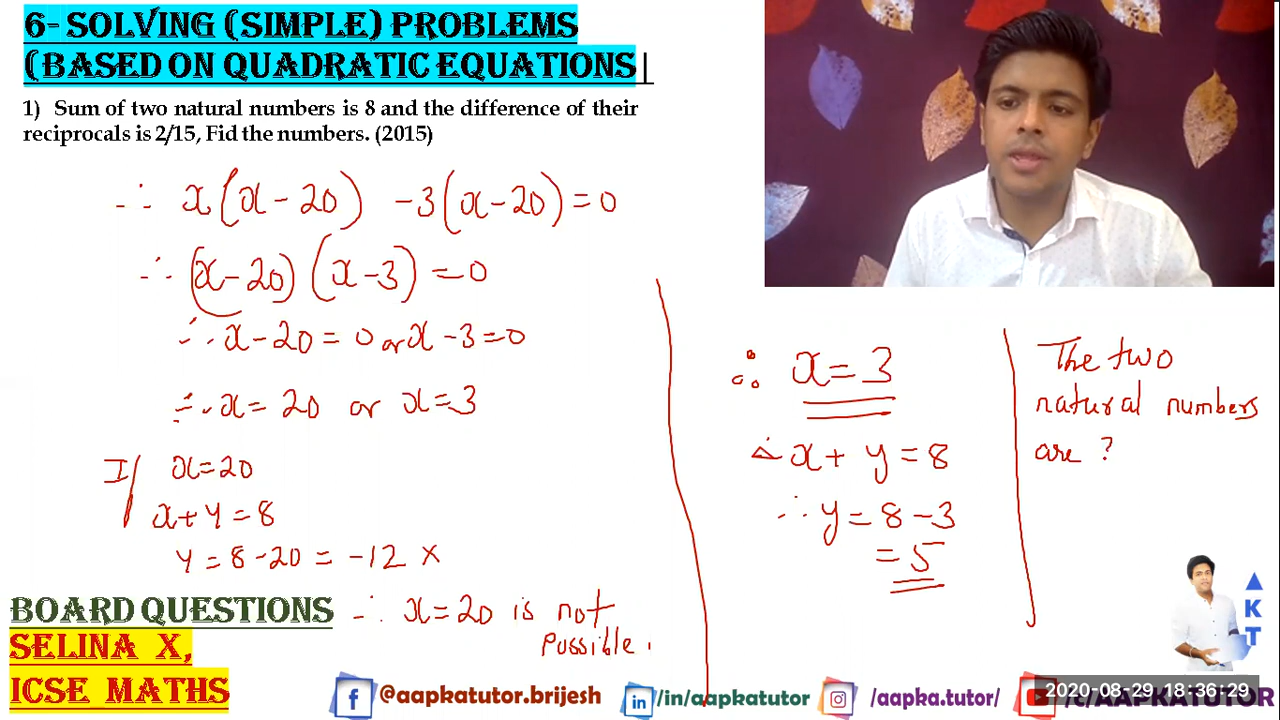 6- SOLVING (SIMPLE) PROBLEMS
(BASED ON QUADRATIC EQUATIONS
1) Sum of two natural numbers is 8 and the difference of their
reciprocals is 2/15, Fid the numbers. (2015)
∴ x(x-20) -3(x-20)=0
∴ (x-20)(x-3)=0
∴ x-20=0 or x-3=0
∴ x=20 or x=3
If x=20
x+y=8
y=8-20=-12 ×
∴ x=20 is not
possible.
∴ x=3
∴ x+y=8
∴ y=8-3
=5
The two
natural numbers
are ?
BOARD QUESTIONS
SELINA X,
ICSE MATHS
AKT
@aapkatutor.brijesh
/in/aapkatutor
/aapka.tutor/
/c/AAPKATUTOR
2020-08-29 18:36:29